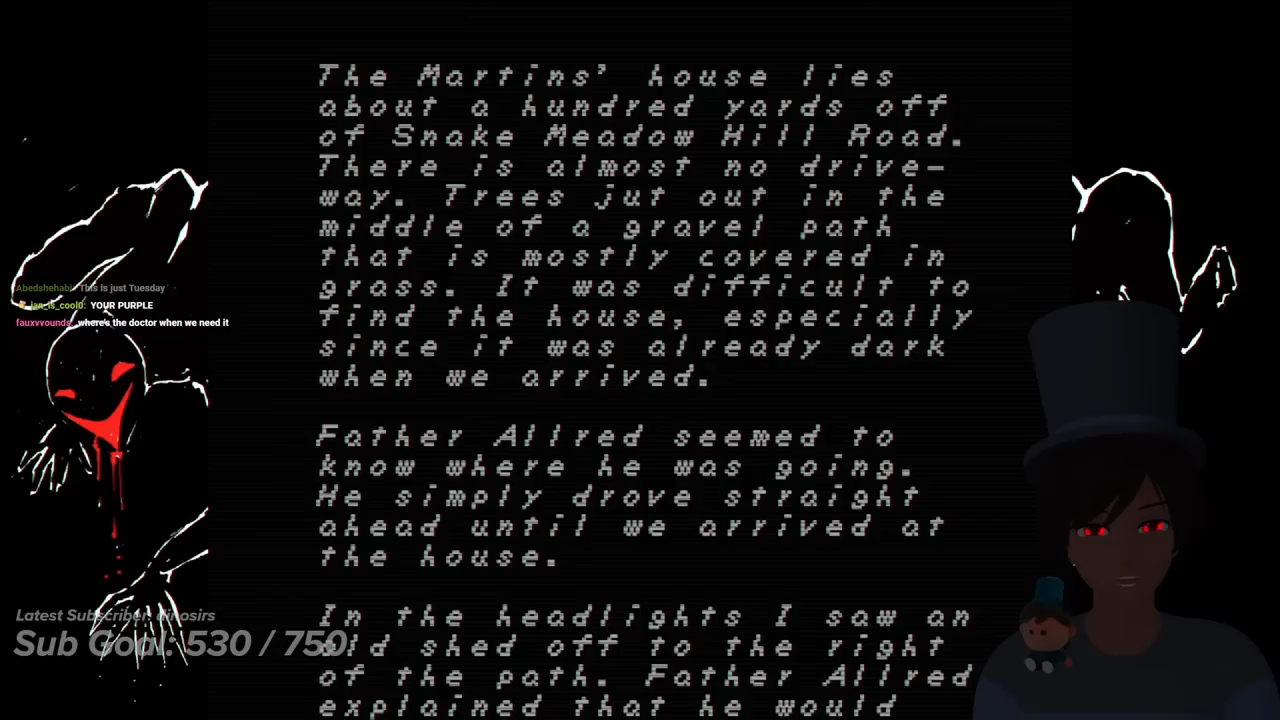 The Martins' house lies
about a hundred yards off
of Snake Meadow Hill Road.
There is almost no drive-
way. Trees jut out in the
middle of a gravel path
that is mostly covered in
grass. It was difficult to
find the house, especially
since it was already dark
when we arrived.
Father Allred seemed to
know where he was going.
He simply drove straight
ahead until we arrived at
the house.
In the headlights I saw an
old shed off to the right
of the path. Father Allred
explained that he would
Abedshehab: This is just Tuesday
ian_is_cool0: YOUR PURPLE
fauxvvounds: where's the doctor when we need it
Latest Subscriber: dinosirs
Sub Goal: 530 / 750